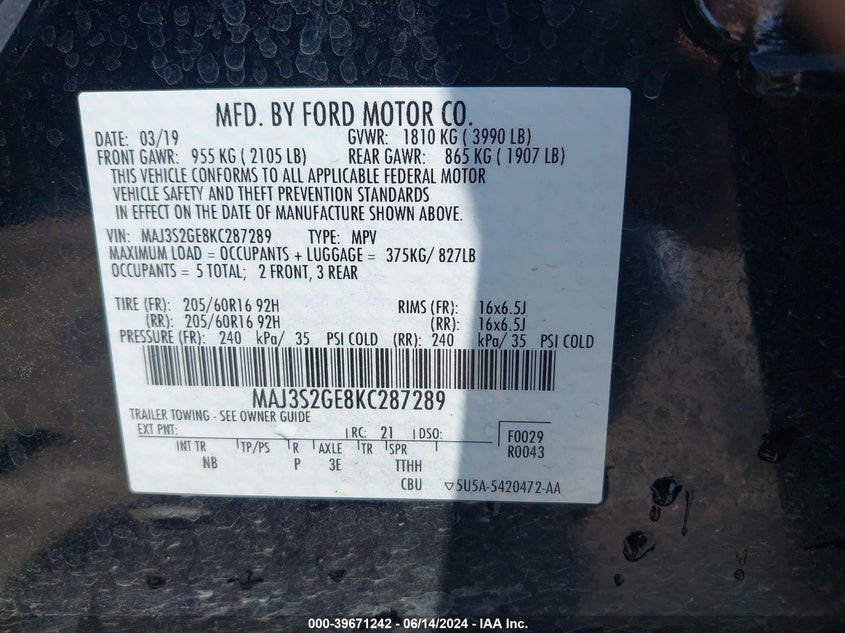 MFD. BY FORD MOTOR CO.
DATE: 03/19 GVWR: 1810 KG ( 3990 LB)
FRONT GAWR: 955 KG ( 2105 LB) REAR GAWR: 865 KG ( 1907 LB)
THIS VEHICLE CONFORMS TO ALL APPLICABLE FEDERAL MOTOR
VEHICLE SAFETY AND THEFT PREVENTION STANDARDS
IN EFFECT ON THE DATE OF MANUFACTURE SHOWN ABOVE.
VIN: MAJ3S2GE8KC287289 TYPE: MPV
MAXIMUM LOAD = OCCUPANTS + LUGGAGE = 375KG/ 827LB
OCCUPANTS = 5 TOTAL; 2 FRONT, 3 REAR
TIRE (FR): 205/60R16 92H RIMS (FR): 16x6.5J
(RR): 205/60R16 92H (RR): 16x6.5J
PRESSURE (FR): 240 kPa/ 35 PSI COLD (RR): 240 kPa/ 35 PSI COLD
MAJ3S2GE8KC287289
TRAILER TOWING - SEE OWNER GUIDE
EXT PNT: RC: 21 DSO: F0029
R0043
INT TR TP/PS R AXLE TR SPR
NB P 3E TTHH
CBU ▽5U5A-5420472-AA
000-39671242 - 06/14/2024 - IAA Inc.